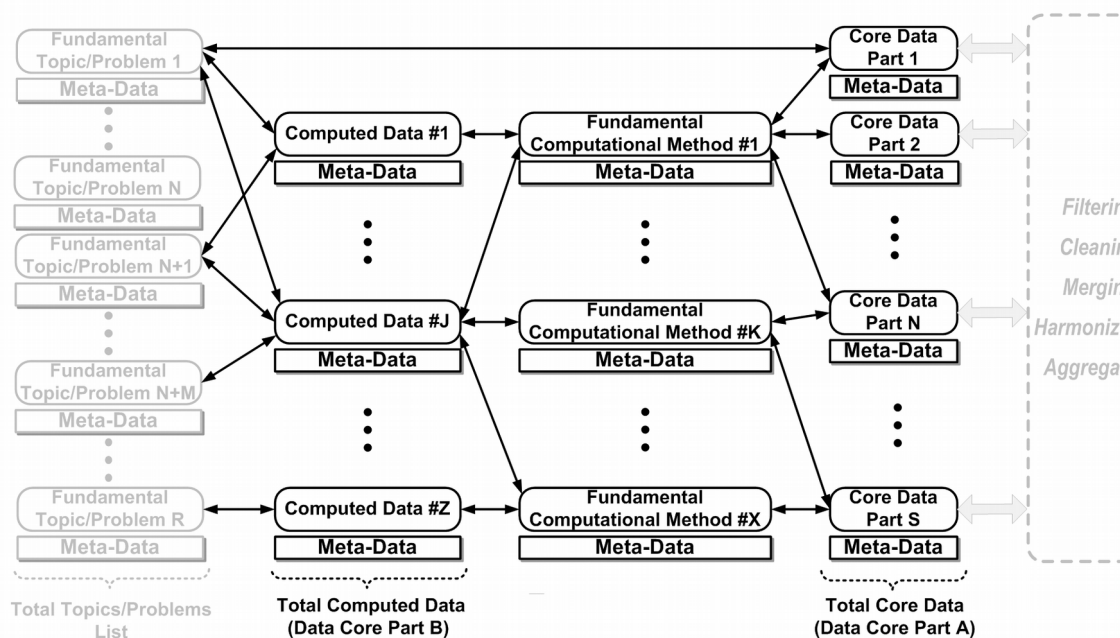 Fundamental
Topic/Problem 1
Meta-Data
Fundamental
Topic/Problem N
Meta-Data
Fundamental
Topic/Problem N+1
Meta-Data
Fundamental
Topic/Problem N+M
Meta-Data
Fundamental
Topic/Problem R
Meta-Data
Total Topics/Problems
List
Computed Data #1
Meta-Data
Computed Data #J
Meta-Data
Computed Data #Z
Meta-Data
Total Computed Data
(Data Core Part B)
Fundamental
Computational Method #1
Meta-Data
Fundamental
Computational Method #K
Meta-Data
Fundamental
Computational Method #X
Meta-Data
Core Data
Part 1
Meta-Data
Core Data
Part 2
Meta-Data
Core Data
Part N
Meta-Data
Core Data
Part S
Meta-Data
Total Core Data
(Data Core Part A)